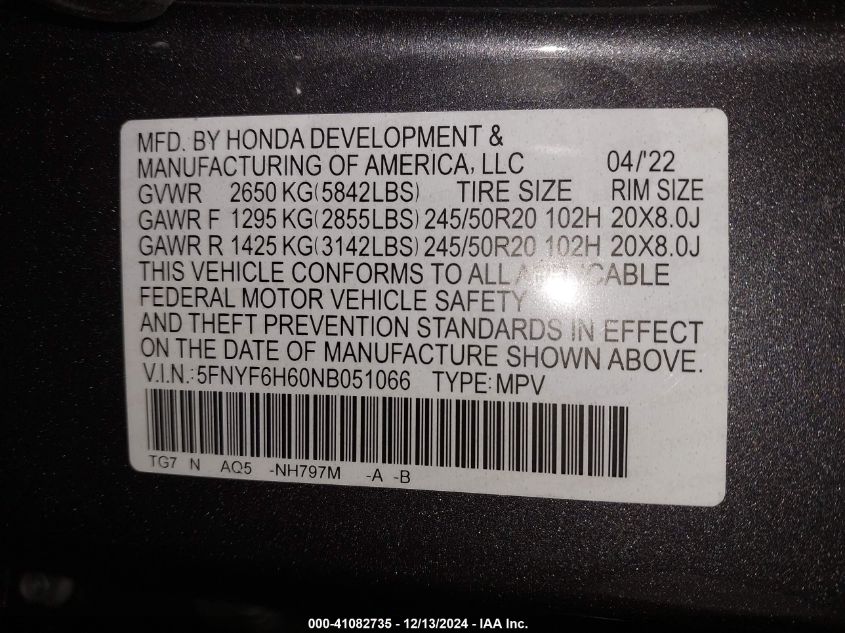 MFD. BY HONDA DEVELOPMENT &
MANUFACTURING OF AMERICA, LLC 04/'22
GVWR 2650 KG(5842LBS) TIRE SIZE RIM SIZE
GAWR F 1295 KG(2855LBS) 245/50R20 102H 20X8.0J
GAWR R 1425 KG(3142LBS) 245/50R20 102H 20X8.0J
THIS VEHICLE CONFORMS TO ALL APPLICABLE
FEDERAL MOTOR VEHICLE SAFETY
AND THEFT PREVENTION STANDARDS IN EFFECT
ON THE DATE OF MANUFACTURE SHOWN ABOVE.
V.I.N.:5FNYF6H60NB051066 TYPE:MPV
TG7 N AQ5 -NH797M -A -B
000-41082735 - 12/13/2024 - IAA Inc.